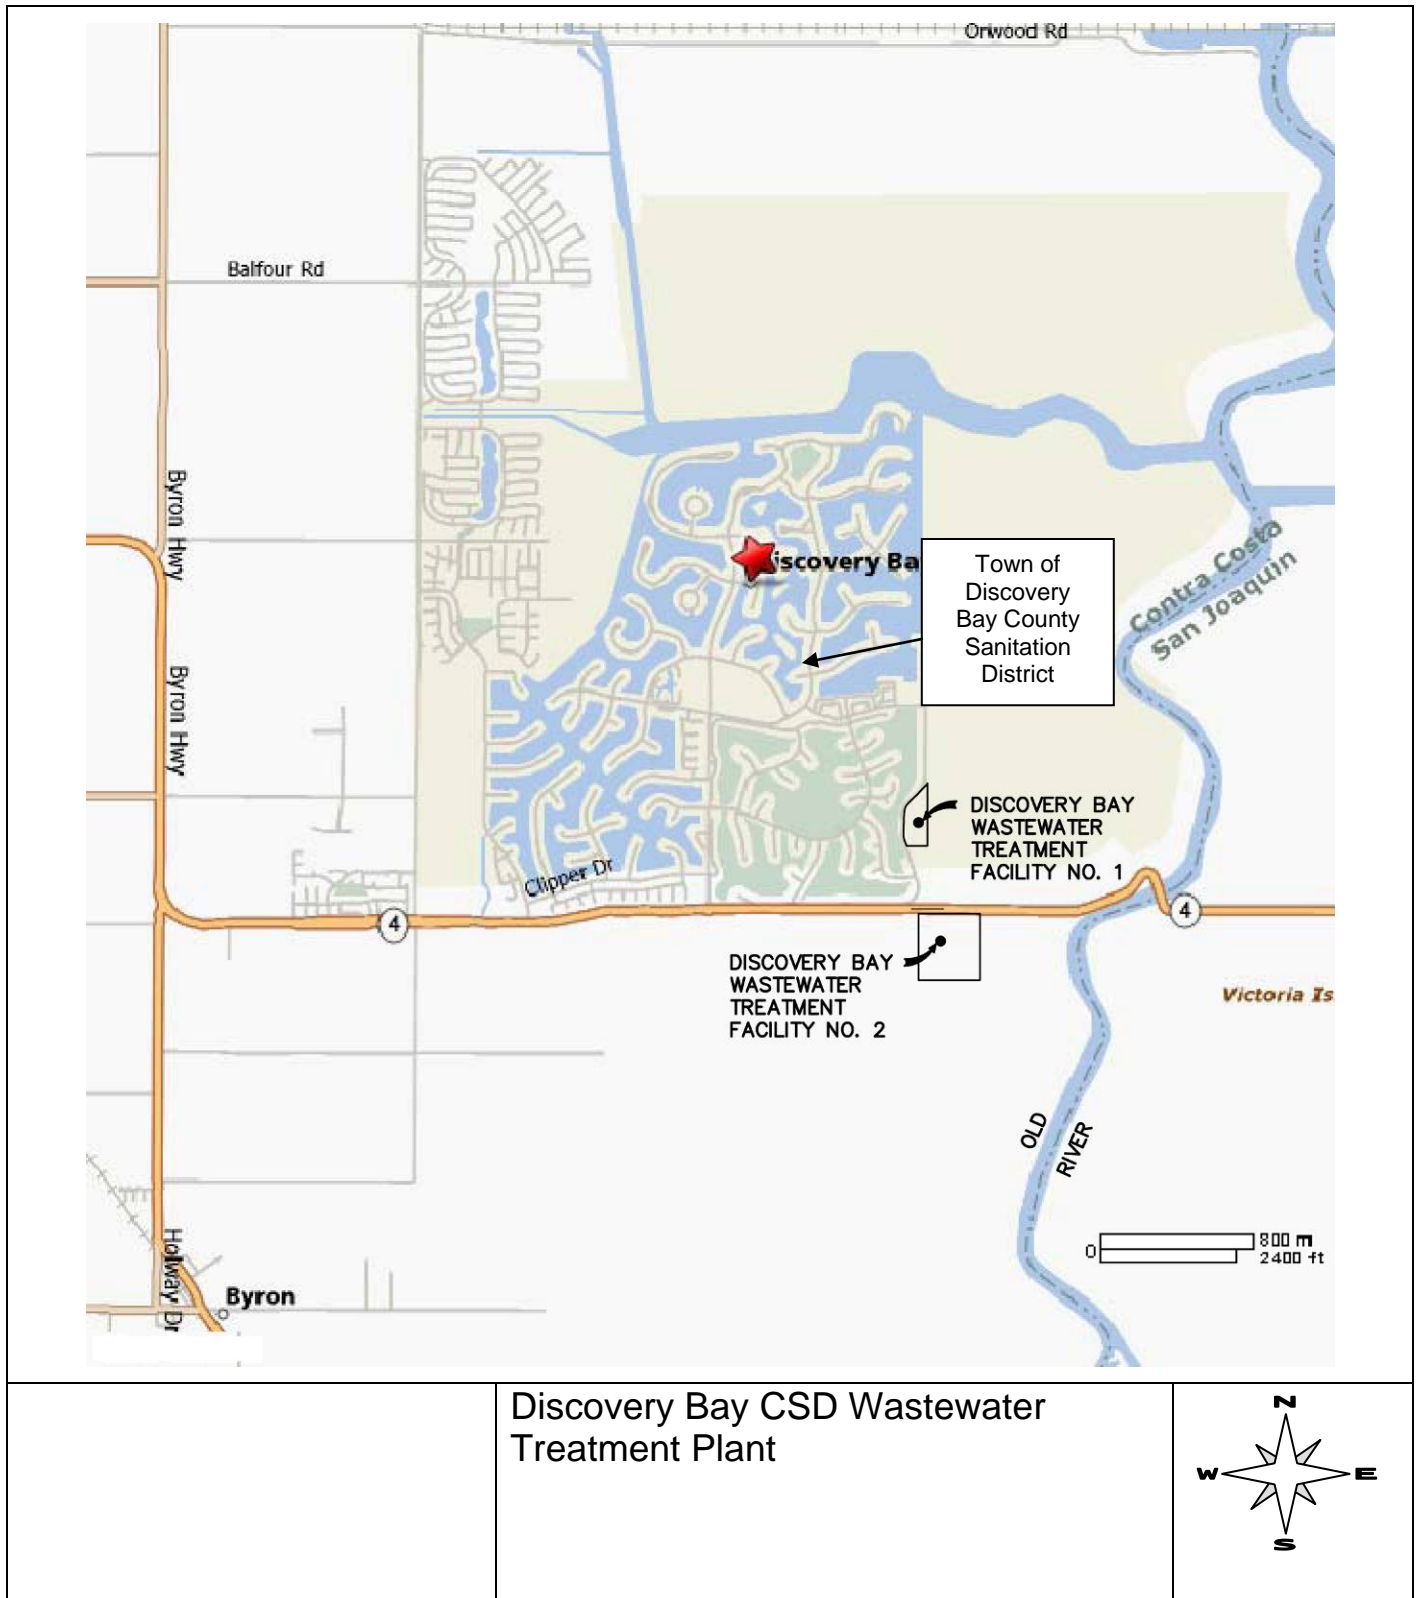 Orwood Rd
Balfour Rd
Byron Hwy
iscovery Ba
Town of
Discovery
Bay County
Sanitation
District
Contra Costa
San Joaquin
Byron Hwy
DISCOVERY BAY
WASTEWATER
TREATMENT
FACILITY NO. 1
Clipper Dr
4
4
DISCOVERY BAY
WASTEWATER
TREATMENT
FACILITY NO. 2
Victoria Is
OLD
RIVER
0
800 m
2400 ft
Holway Dr
Byron
Discovery Bay CSD Wastewater
Treatment Plant
N
W
E
S